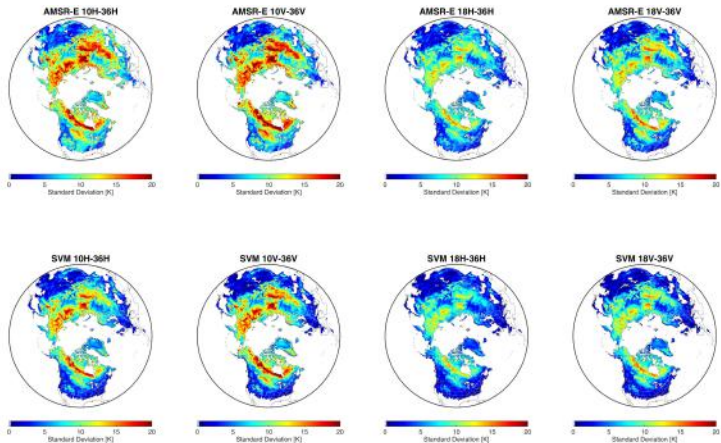 AMSR-E 10H-36H
AMSR-E 10V-36V
AMSR-E 18H-36H
AMSR-E 18V-36V
0 5 10 15 20
Standard Deviation [K]
0 5 10 15 20
Standard Deviation [K]
0 5 10 15 20
Standard Deviation [K]
0 5 10 15 20
Standard Deviation [K]
SVM 10H-36H
SVM 10V-36V
SVM 18H-36H
SVM 18V-36V
0 5 10 15 20
Standard Deviation [K]
0 5 10 15 20
Standard Deviation [K]
0 5 10 15 20
Standard Deviation [K]
0 5 10 15 20
Standard Deviation [K]